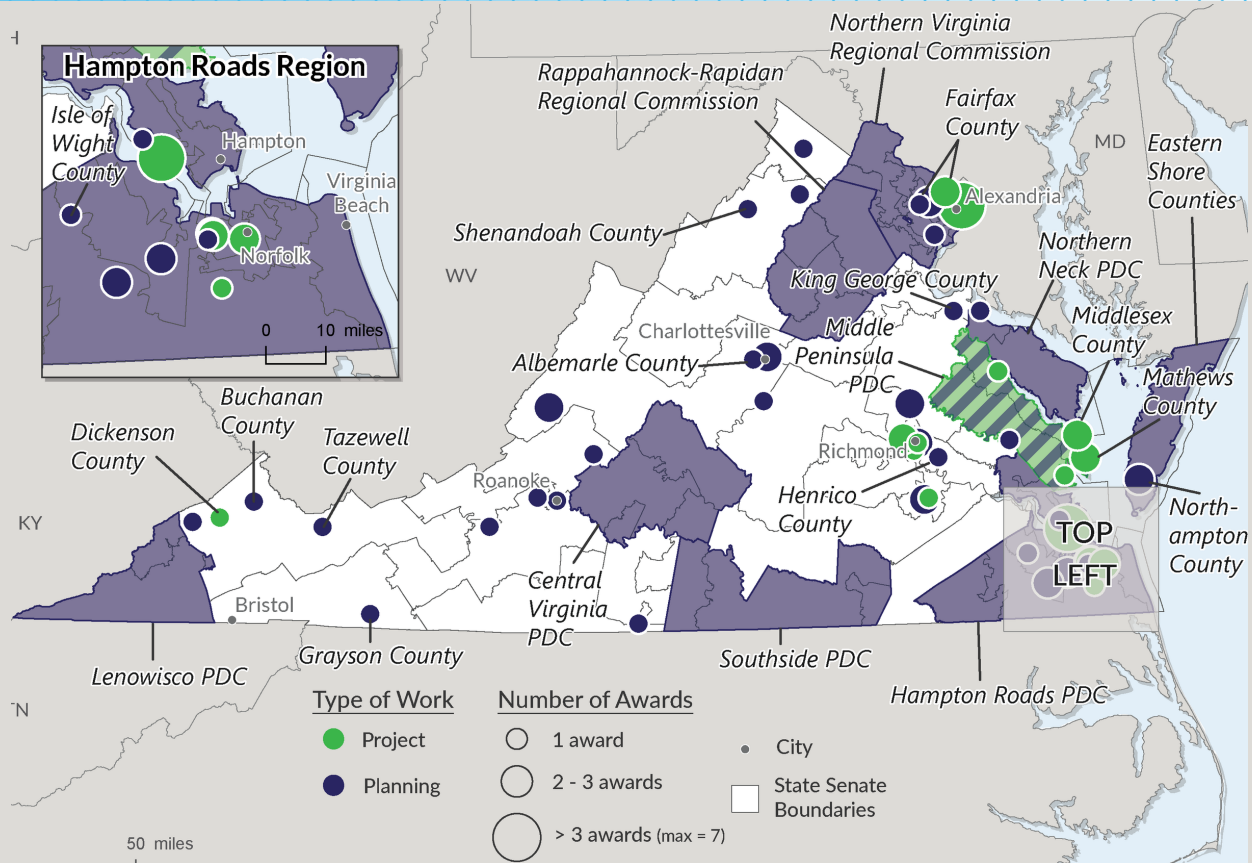 H
Hampton Roads Region
Isle of
Wight
County
Hampton
Virginia
Beach
Norfolk
0 10 miles
Northern Virginia
Regional Commission
Rappahannock-Rapidan
Regional Commission
Fairfax
County
MD
Eastern
Shore
Counties
Alexandria
Shenandoah County
WV
Northern
Neck PDC
King George County
Middlesex
County
Charlottesville
Middle
Peninsula
PDC
Albemarle County
Mathews
County
Buchanan
County
Dickenson
County
Tazewell
County
Richmond
Roanoke
Henrico
County
North-
ampton
County
KY
TOP
LEFT
Central
Virginia
PDC
Bristol
Grayson County
Lenowisco PDC
Southside PDC
Hampton Roads PDC
TN
Type of Work
Project
Planning
Number of Awards
1 award
2 - 3 awards
> 3 awards (max = 7)
City
State Senate
Boundaries
50 miles